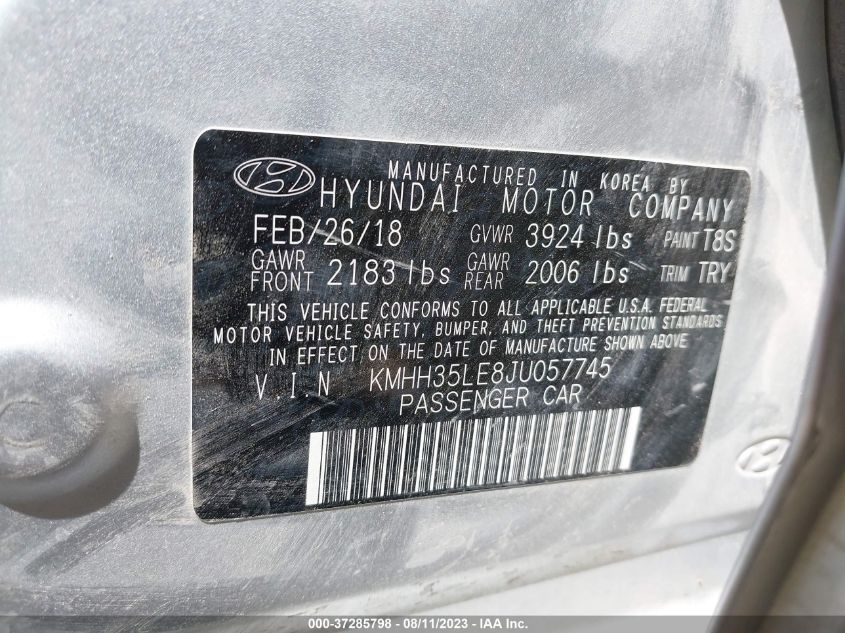 MANUFACTURED IN KOREA BY
HYUNDAI MOTOR COMPANY
FEB/26/18 GVWR 3924 lbs PAINT T8S
GAWR FRONT 2183 lbs GAWR REAR 2006 lbs TRIM TRY
THIS VEHICLE CONFORMS TO ALL APPLICABLE U.S.A. FEDERAL
MOTOR VEHICLE SAFETY, BUMPER, AND THEFT PREVENTION STANDARDS
IN EFFECT ON THE DATE OF MANUFACTURE SHOWN ABOVE
V.I.N KMHH35LE8JU057745
PASSENGER CAR
000-37285798 - 08/11/2023 - IAA Inc.